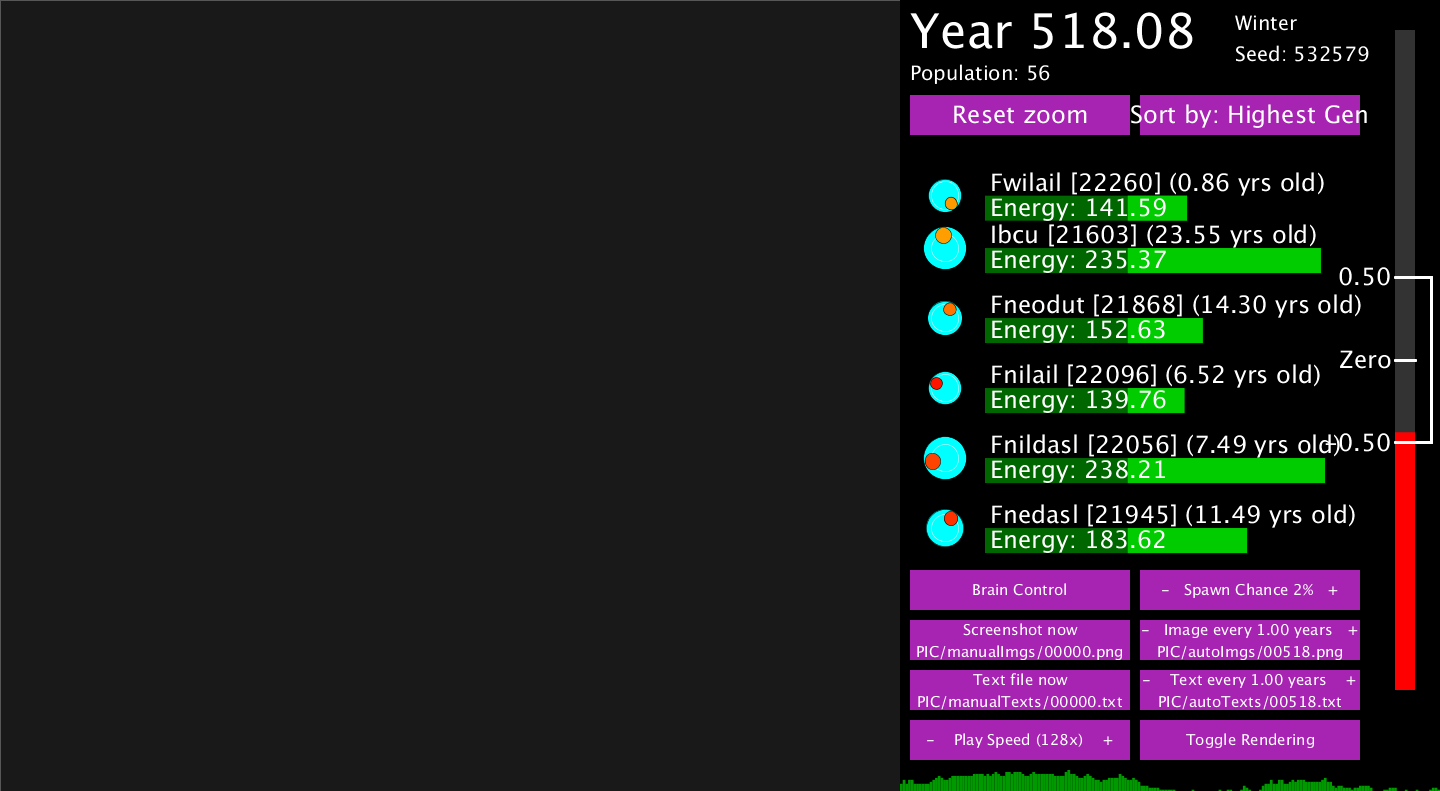 Year 518.08
Winter
Seed: 532579
Population: 56
Reset zoom
Sort by: Highest Gen
Fwilail [22260] (0.86 yrs old)
Energy: 141.59
Ibcu [21603] (23.55 yrs old)
Energy: 235.37
0.50
Fneodut [21868] (14.30 yrs old)
Energy: 152.63
Zero
Fnilail [22096] (6.52 yrs old)
Energy: 139.76
Fnildasl [22056] (7.49 yrs old)
+0.50
Energy: 238.21
Fnedasl [21945] (11.49 yrs old)
Energy: 183.62
Brain Control
- Spawn Chance 2% +
Screenshot now
PIC/manualImgs/00000.png
- Image every 1.00 years +
PIC/autoImgs/00518.png
Text file now
PIC/manualTexts/00000.txt
- Text every 1.00 years +
PIC/autoTexts/00518.txt
- Play Speed (128x) +
Toggle Rendering